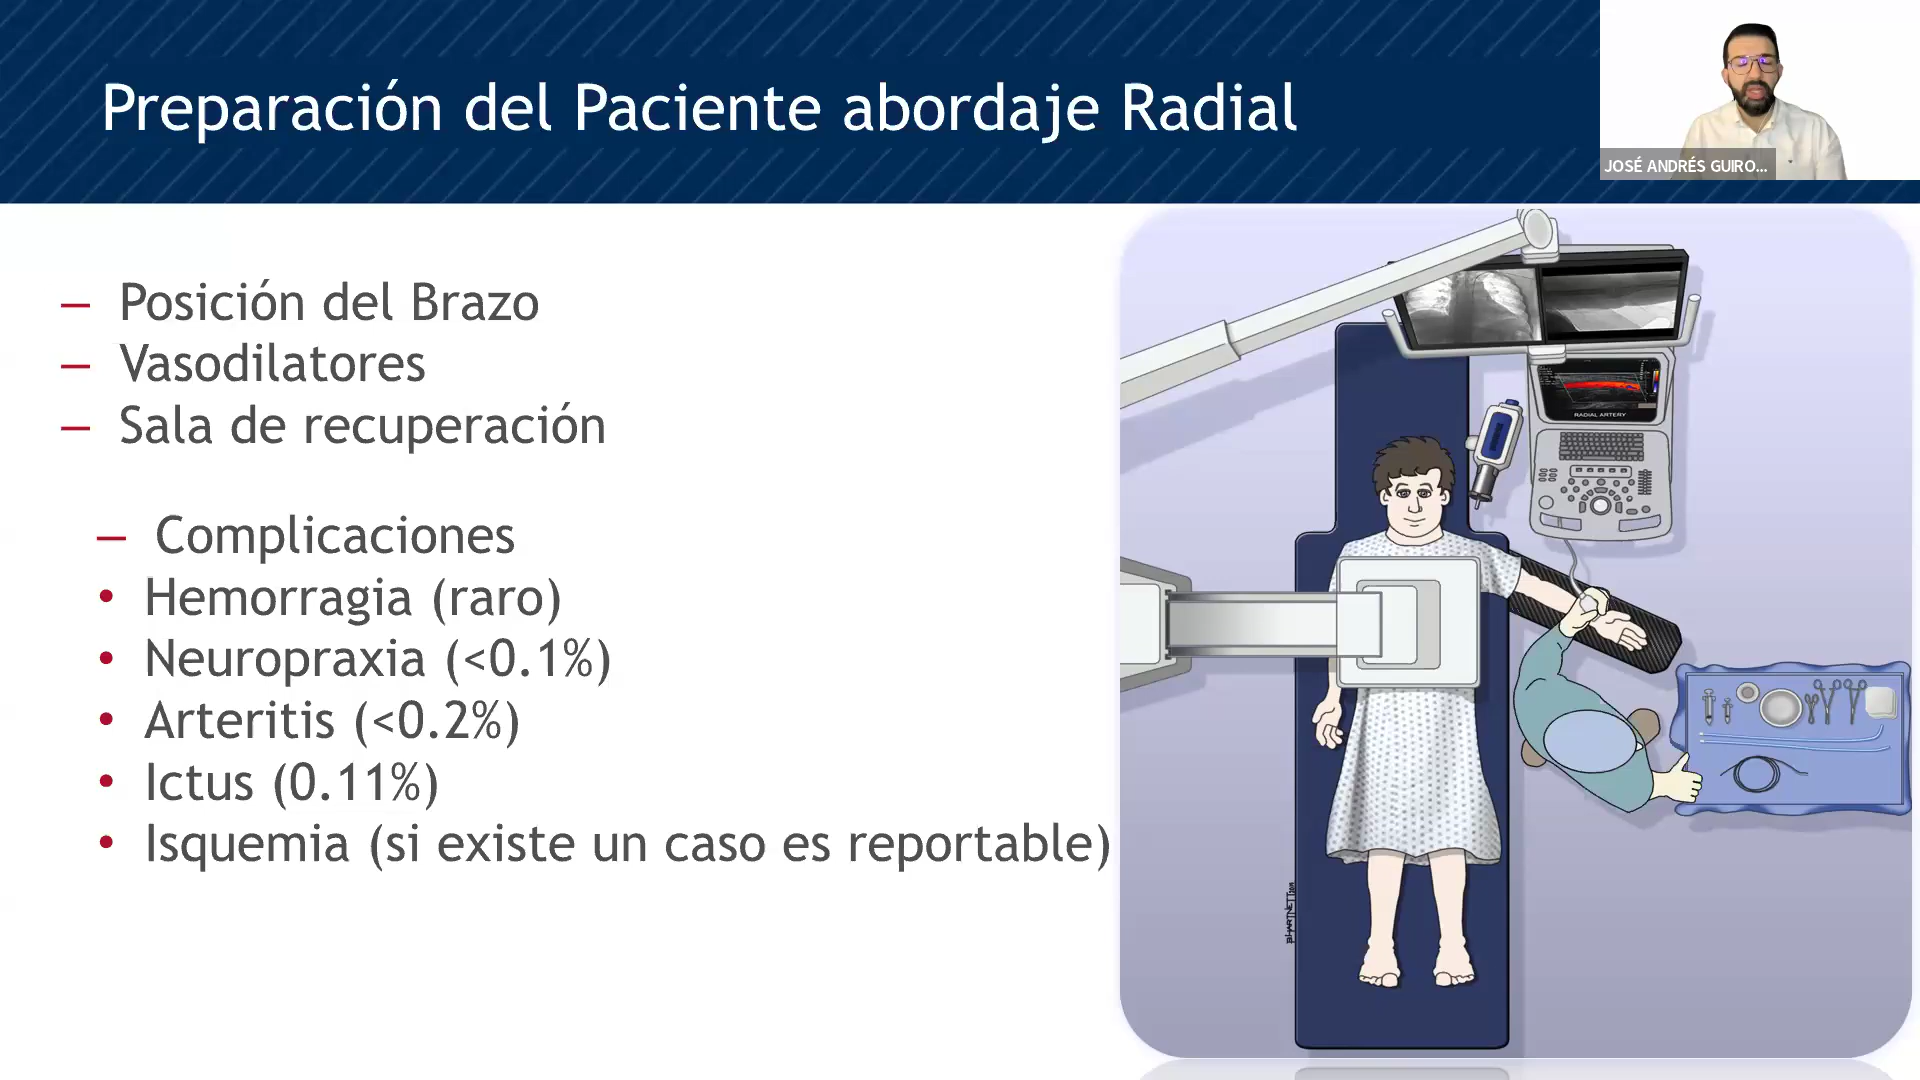 Preparación del Paciente abordaje Radial
JOSÉ ANDRÉS GUIRO...
– Posición del Brazo
– Vasodilatores
– Sala de recuperación
– Complicaciones
• Hemorragia (raro)
• Neuropraxia (<0.1%)
• Arteritis (<0.2%)
• Ictus (0.11%)
• Isquemia (si existe un caso es reportable)
RADIAL ARTERY